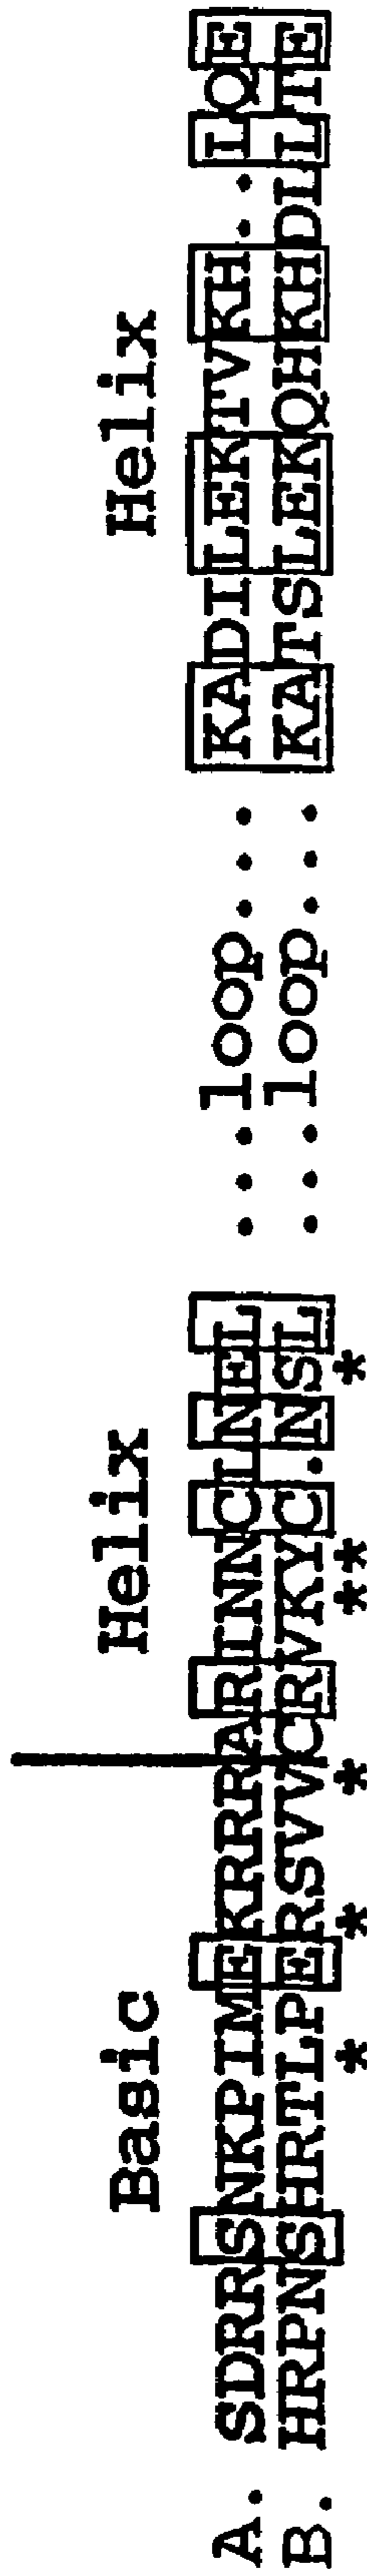 Basic Helix Helix
A. SDRRSNKPIMEKRRRARINNCLNEL ...loop... KADILEKTVKH..LQE
B. HRPNSHRTLPERSVVCRVKYC.NSL ...loop... KATSLEKQHKHDLLTE
* * * ** *